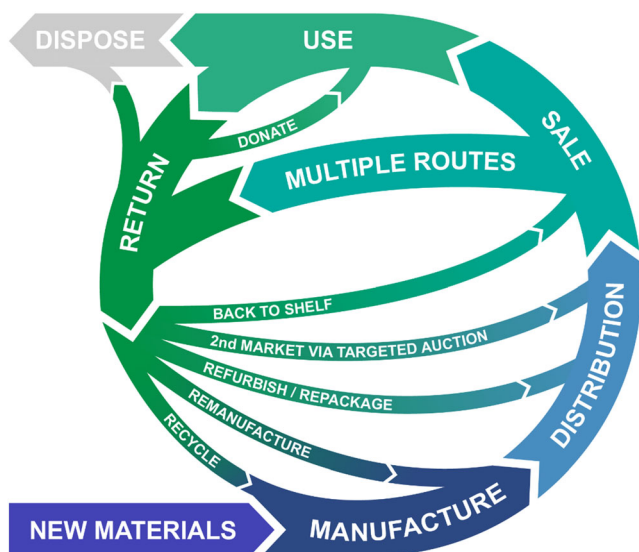 DISPOSE
USE
DONATE
SALE
MULTIPLE ROUTES
RETURN
BACK TO SHELF
2nd MARKET VIA TARGETED AUCTION
REFURBISH / REPACKAGE
REMANUFACTURE
RECYCLE
DISTRIBUTION
NEW MATERIALS
MANUFACTURE